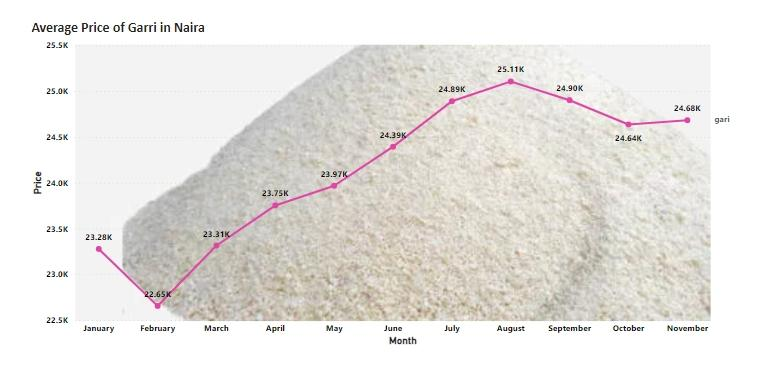 Average Price of Garri in Naira
25.5K
25.0K
24.5K
24.0K
23.5K
23.0K
22.5K
Price
23.28K
22.65K
23.31K
23.75K
23.97K
24.39K
24.89K
25.11K
24.90K
24.64K
24.68K
gari
January February March April May June July August September October November
Month